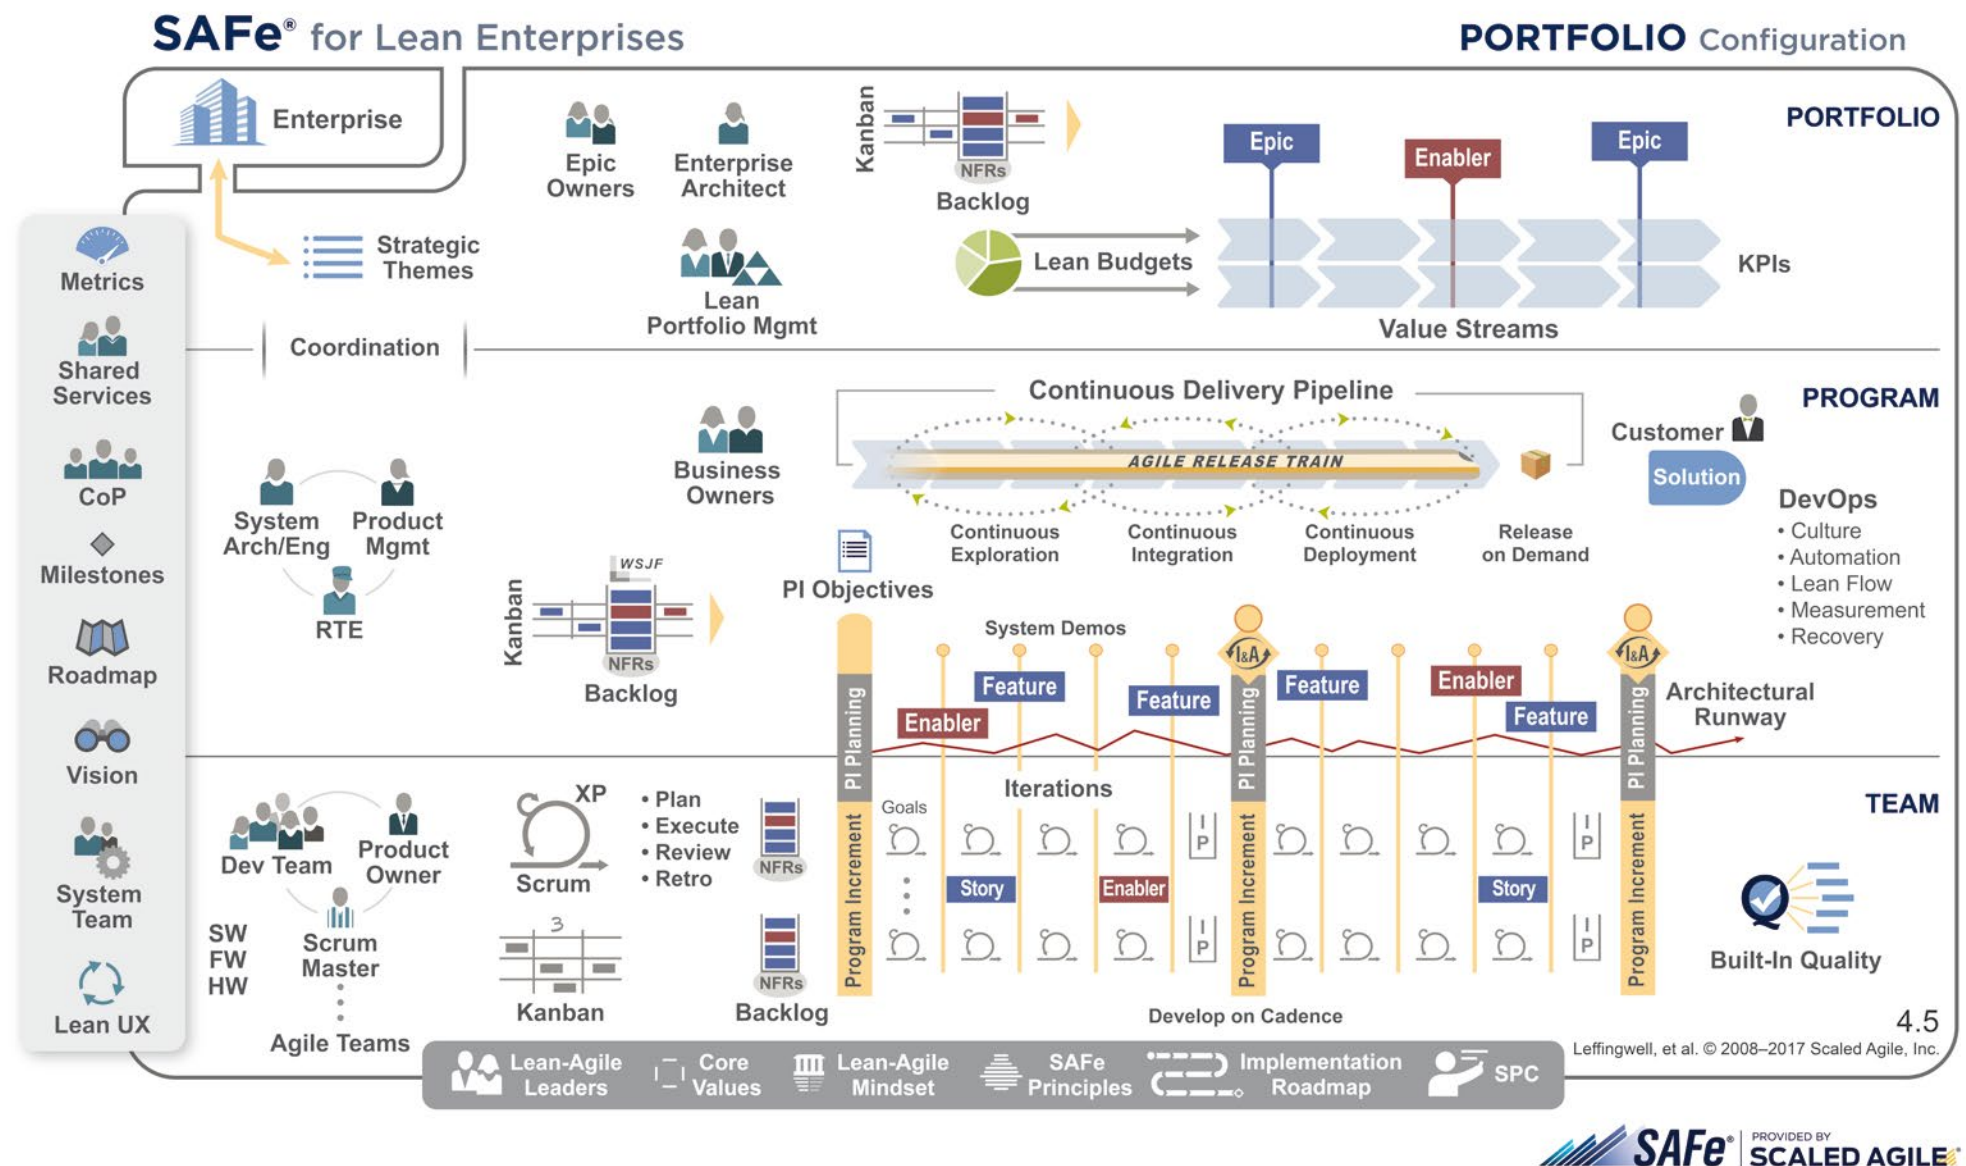 SAFe® for Lean Enterprises
PORTFOLIO Configuration
Enterprise
Epic
Owners
Enterprise
Architect
Kanban
NFRs
Backlog
Epic
Enabler
Epic
PORTFOLIO
Strategic
Themes
Lean
Portfolio Mgmt
Lean Budgets
KPIs
Value Streams
Coordination
Metrics
Shared
Services
CoP
Milestones
Roadmap
Vision
System
Team
Lean UX
PROGRAM
Continuous Delivery Pipeline
AGILE RELEASE TRAIN
Continuous
Exploration
Continuous
Integration
Continuous
Deployment
Release
on Demand
Customer
Solution
DevOps
• Culture
• Automation
• Lean Flow
• Measurement
• Recovery
Business
Owners
System
Arch/Eng
Product
Mgmt
RTE
Kanban
WSJF
NFRs
Backlog
PI Objectives
System Demos
I&A
I&A
Enabler
Feature
Feature
Feature
Enabler
Feature
Architectural
Runway
PI Planning
PI Planning
PI Planning
TEAM
Dev Team
Product
Owner
Scrum
Master
SW
FW
HW
Agile Teams
XP
Scrum
• Plan
• Execute
• Review
• Retro
3
Kanban
NFRs
NFRs
Backlog
Program Increment
Program Increment
Program Increment
Iterations
Goals
I
P
I
P
I
P
I
P
Story
Enabler
Story
Develop on Cadence
Built-In Quality
4.5
Leffingwell, et al. © 2008–2017 Scaled Agile, Inc.
Lean-Agile
Leaders
Core
Values
Lean-Agile
Mindset
SAFe
Principles
Implementation
Roadmap
SPC
SAFe®
PROVIDED BY
SCALED AGILE